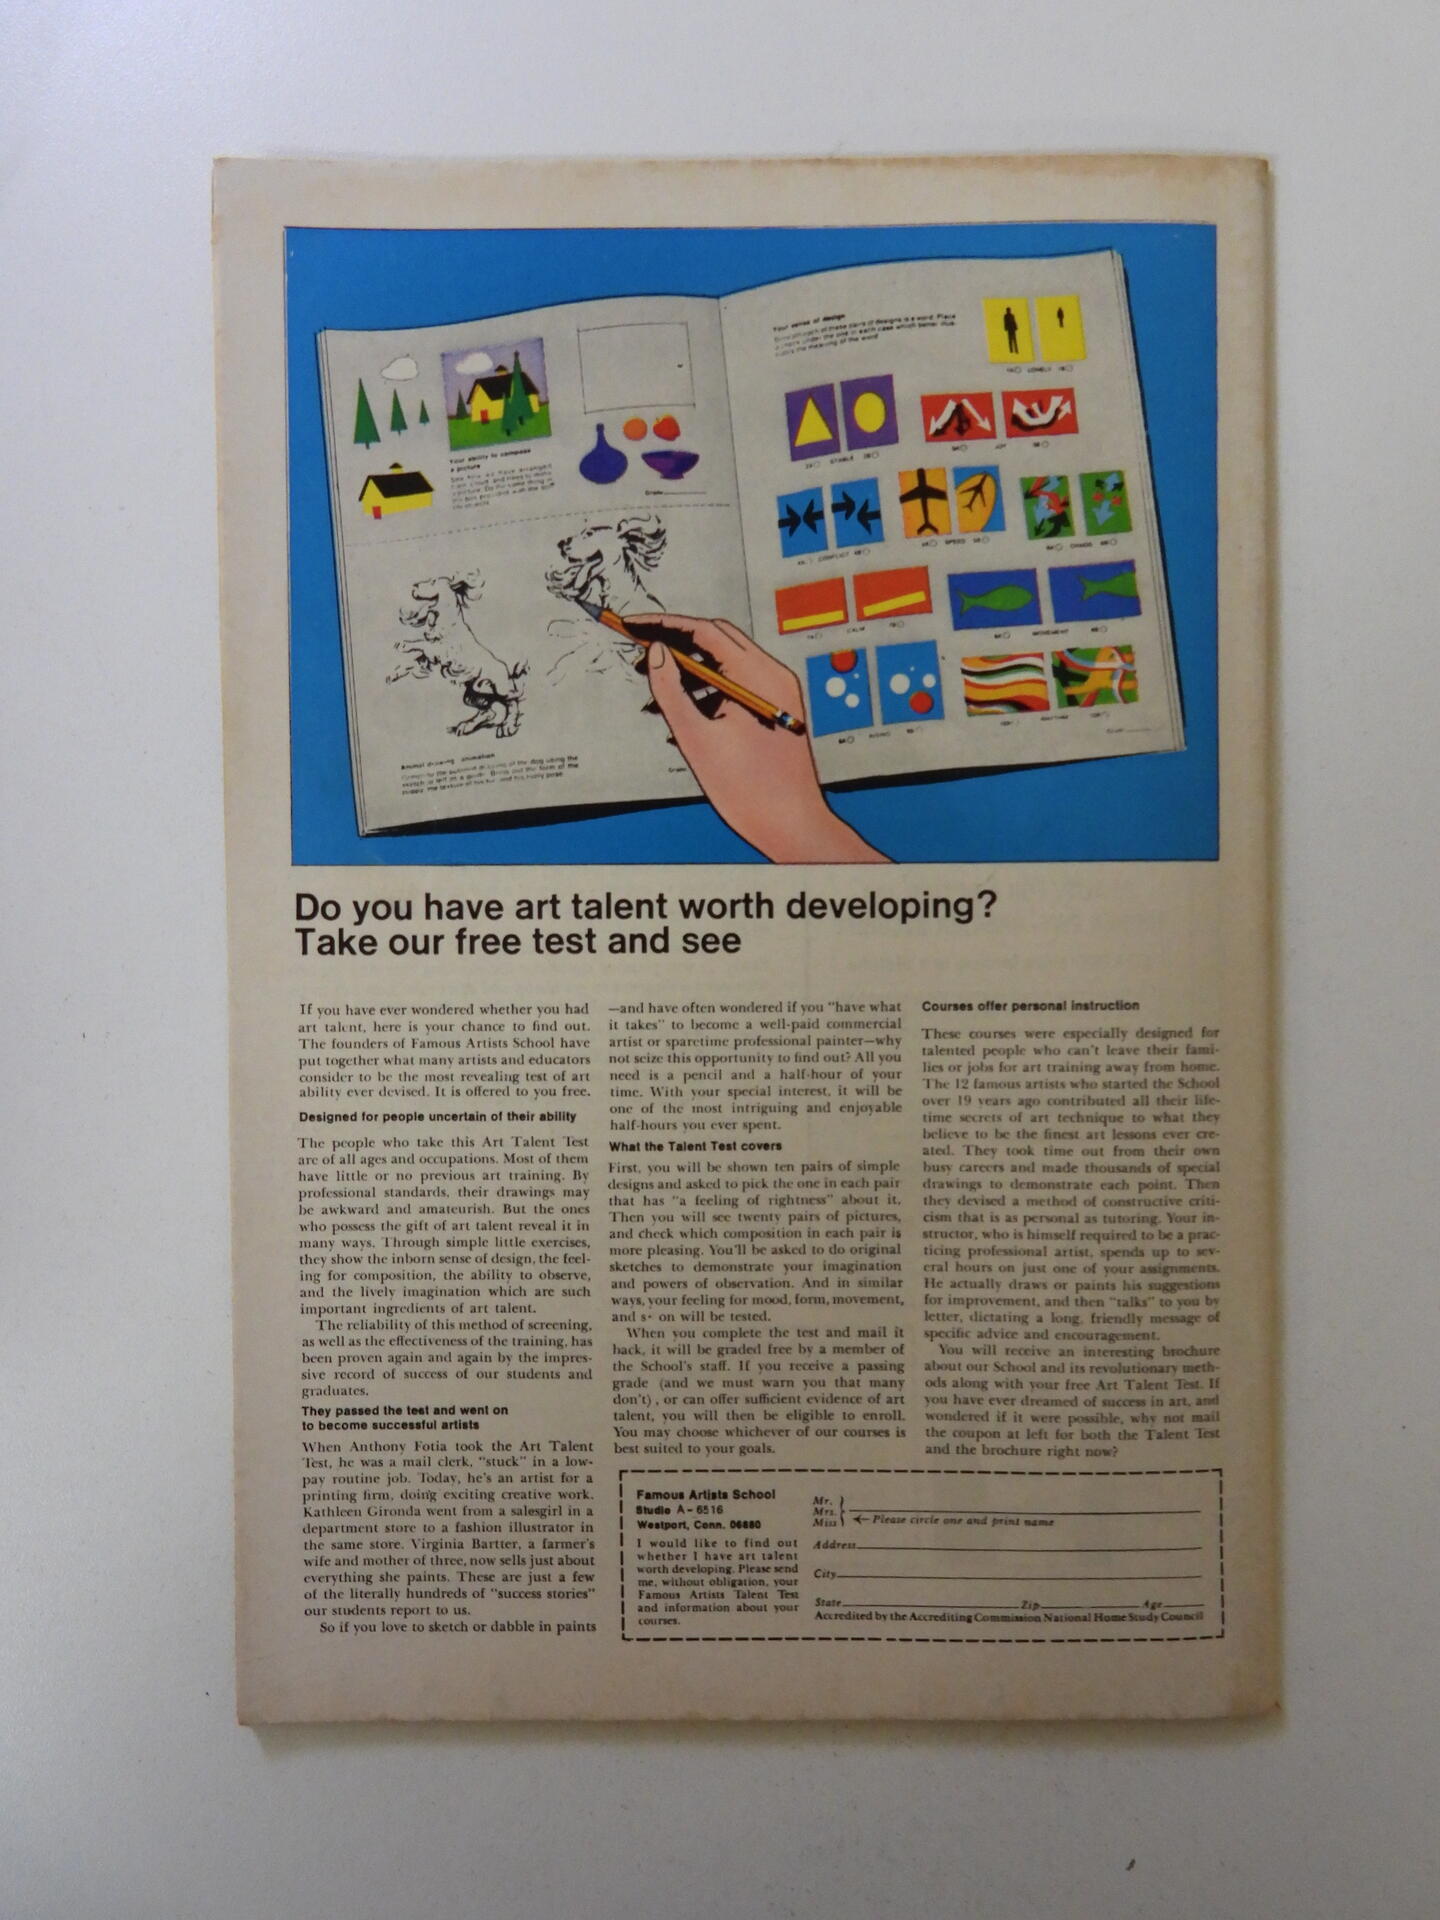 Your sense of design
LONELY
STABLE
JOY
CONFLICT
SPEED
CHAOS
CALM
MOVEMENT
RISING
RHYTHM
Your ability to compose
a picture
Grade
Animal drawing animation
Do you have art talent worth developing?
Take our free test and see
If you have ever wondered whether you had
art talent, here is your chance to find out.
The founders of Famous Artists School have
put together what many artists and educators
consider to be the most revealing test of art
ability ever devised. It is offered to you free.
Designed for people uncertain of their ability
The people who take this Art Talent Test
are of all ages and occupations. Most of them
have little or no previous art training. By
professional standards, their drawings may
be awkward and amateurish. But the ones
who possess the gift of art talent reveal it in
many ways. Through simple little exercises,
they show the inborn sense of design, the feel-
ing for composition, the ability to observe,
and the lively imagination which are such
important ingredients of art talent.
The reliability of this method of screening,
as well as the effectiveness of the training, has
been proven again and again by the impres-
sive record of success of our students and
graduates.
They passed the test and went on
to become successful artists
When Anthony Fotia took the Art Talent
Test, he was a mail clerk, "stuck" in a low-
pay routine job. Today, he's an artist for a
printing firm, doing exciting creative work.
Kathleen Gironda went from a salesgirl in a
department store to a fashion illustrator in
the same store. Virginia Bartter, a farmer's
wife and mother of three, now sells just about
everything she paints. These are just a few
of the literally hundreds of "success stories"
our students report to us.
So if you love to sketch or dabble in paints
—and have often wondered if you "have what
it takes" to become a well-paid commercial
artist or sparetime professional painter—why
not seize this opportunity to find out? All you
need is a pencil and a half-hour of your
time. With your special interest, it will be
one of the most intriguing and enjoyable
half-hours you ever spent.
What the Talent Test covers
First, you will be shown ten pairs of simple
designs and asked to pick the one in each pair
that has "a feeling of rightness" about it.
Then you will see twenty pairs of pictures,
and check which composition in each pair is
more pleasing. You'll be asked to do original
sketches to demonstrate your imagination
and powers of observation. And in similar
ways, your feeling for mood, form, movement,
and s· on will be tested.
When you complete the test and mail it
back, it will be graded free by a member of
the School's staff. If you receive a passing
grade (and we must warn you that many
don't), or can offer sufficient evidence of art
talent, you will then be eligible to enroll.
You may choose whichever of our courses is
best suited to your goals.
Courses offer personal instruction
These courses were especially designed for
talented people who can't leave their fami-
lies or jobs for art training away from home.
The 12 famous artists who started the School
over 19 years ago contributed all their life-
time secrets of art technique to what they
believe to be the finest art lessons ever cre-
ated. They took time out from their own
busy careers and made thousands of special
drawings to demonstrate each point. Then
they devised a method of constructive criti-
cism that is as personal as tutoring. Your in-
structor, who is himself required to be a prac-
ticing professional artist, spends up to sev-
eral hours on just one of your assignments.
He actually draws or paints his suggestions
for improvement, and then "talks" to you by
letter, dictating a long, friendly message of
specific advice and encouragement.
You will receive an interesting brochure
about our School and its revolutionary meth-
ods along with your free Art Talent Test. If
you have ever dreamed of success in art, and
wondered if it were possible, why not mail
the coupon at left for both the Talent Test
and the brochure right now?
Famous Artists School
Studio A-6516
Westport, Conn. 06880
I would like to find out
whether I have art talent
worth developing. Please send
me, without obligation, your
Famous Artists Talent Test
and information about your
courses.
Mr.
Mrs.
Miss
Please circle one and print name
Address
City
State Zip Age
Accredited by the Accrediting Commission National Home Study Council